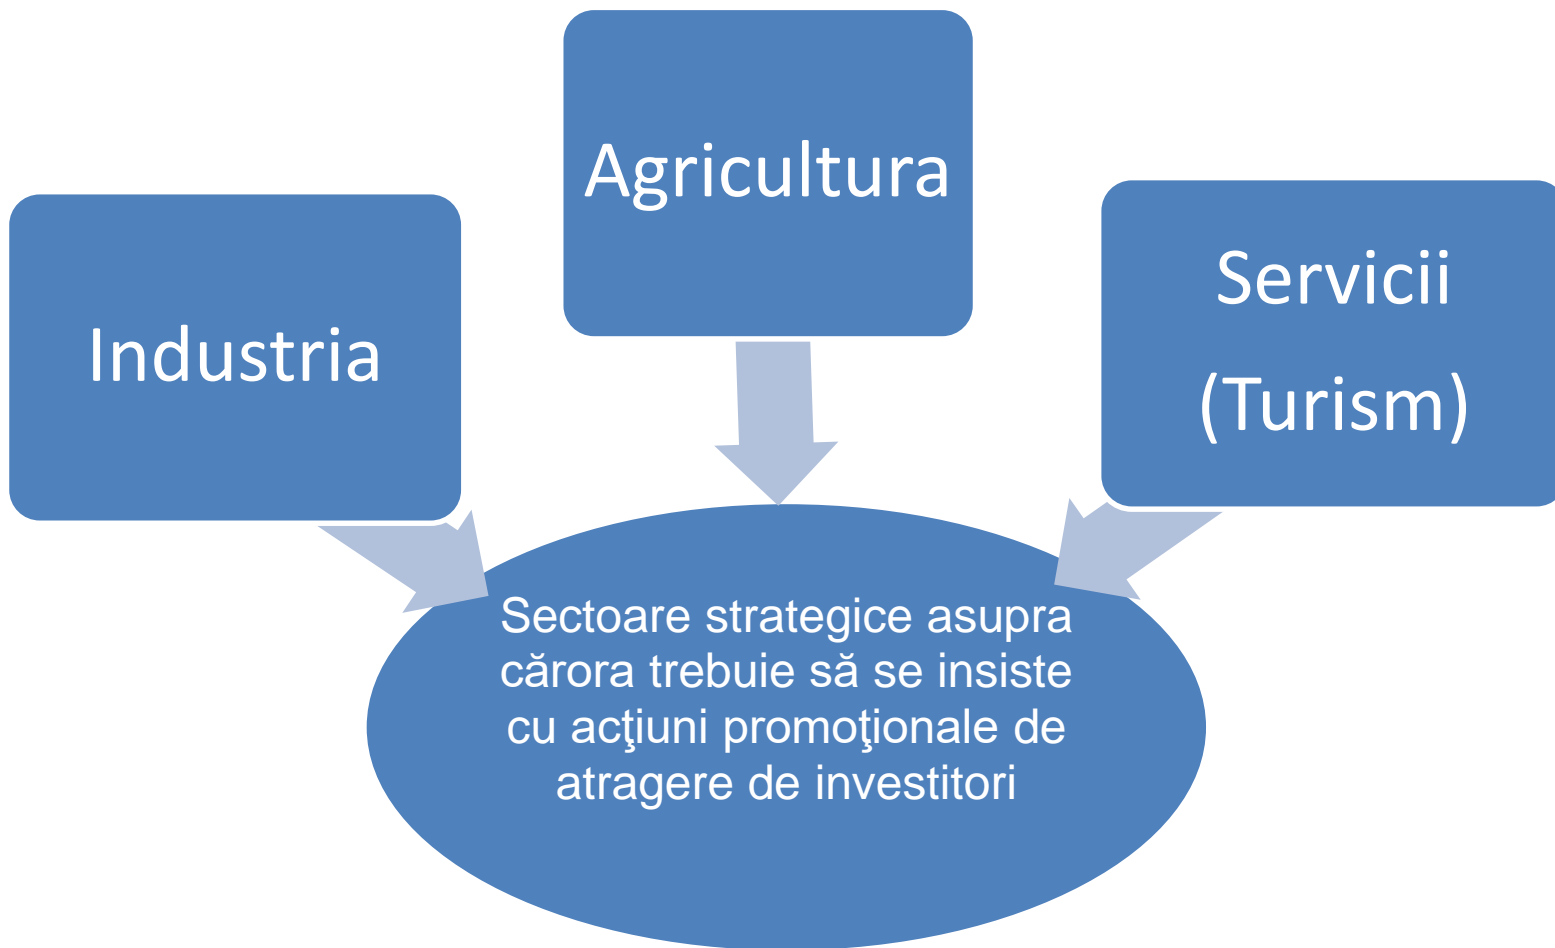 Industria
Agricultura
Servicii
(Turism)
Sectoare strategice asupra
cărora trebuie să se insiste
cu acţiuni promoţionale de
atragere de investitori